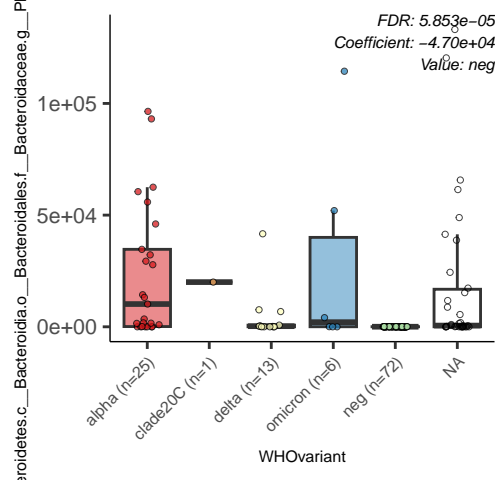 FDR: 5.853e−05
Coefficient: −4.70e+04
Value: neg
1e+05
5e+04
0e+00
eroidetes.c__Bacteroidia.o__Bacteroidales.f__Bacteroidaceae.g__P
alpha (n=25)
clade20C (n=1)
delta (n=13)
omicron (n=6)
neg (n=72)
NA
WHOvariant